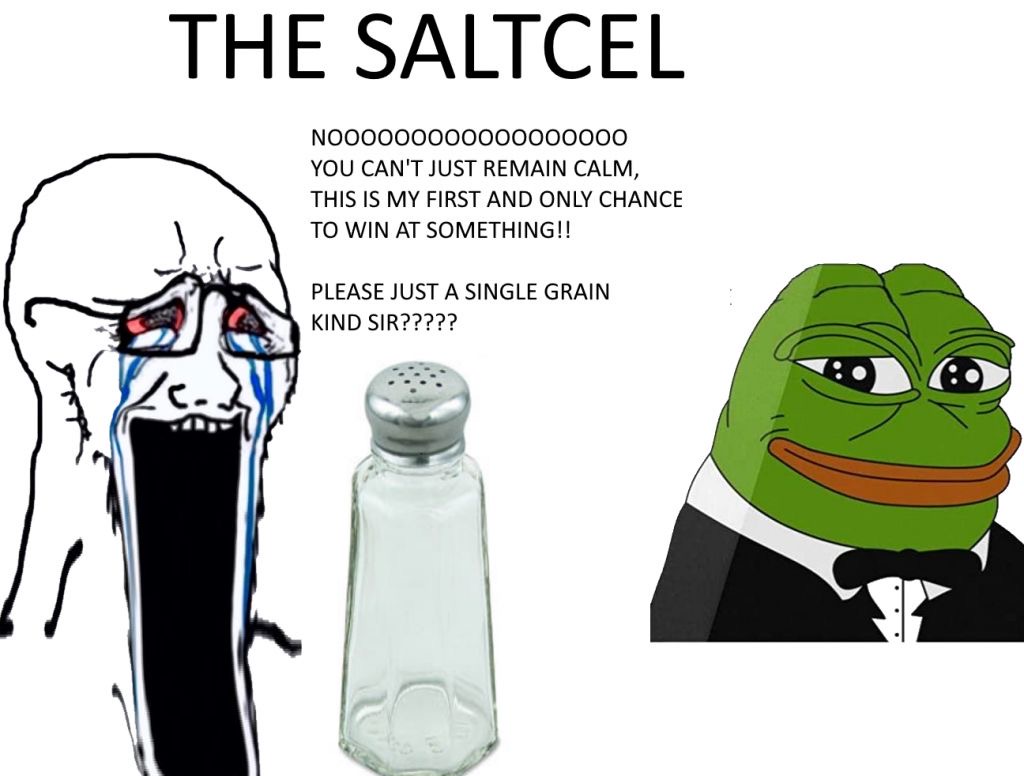 THE SALTCEL
NOOOOOOOOOOOOOOOOOO
YOU CAN'T JUST REMAIN CALM,
THIS IS MY FIRST AND ONLY CHANCE
TO WIN AT SOMETHING!!
PLEASE JUST A SINGLE GRAIN
KIND SIR?????